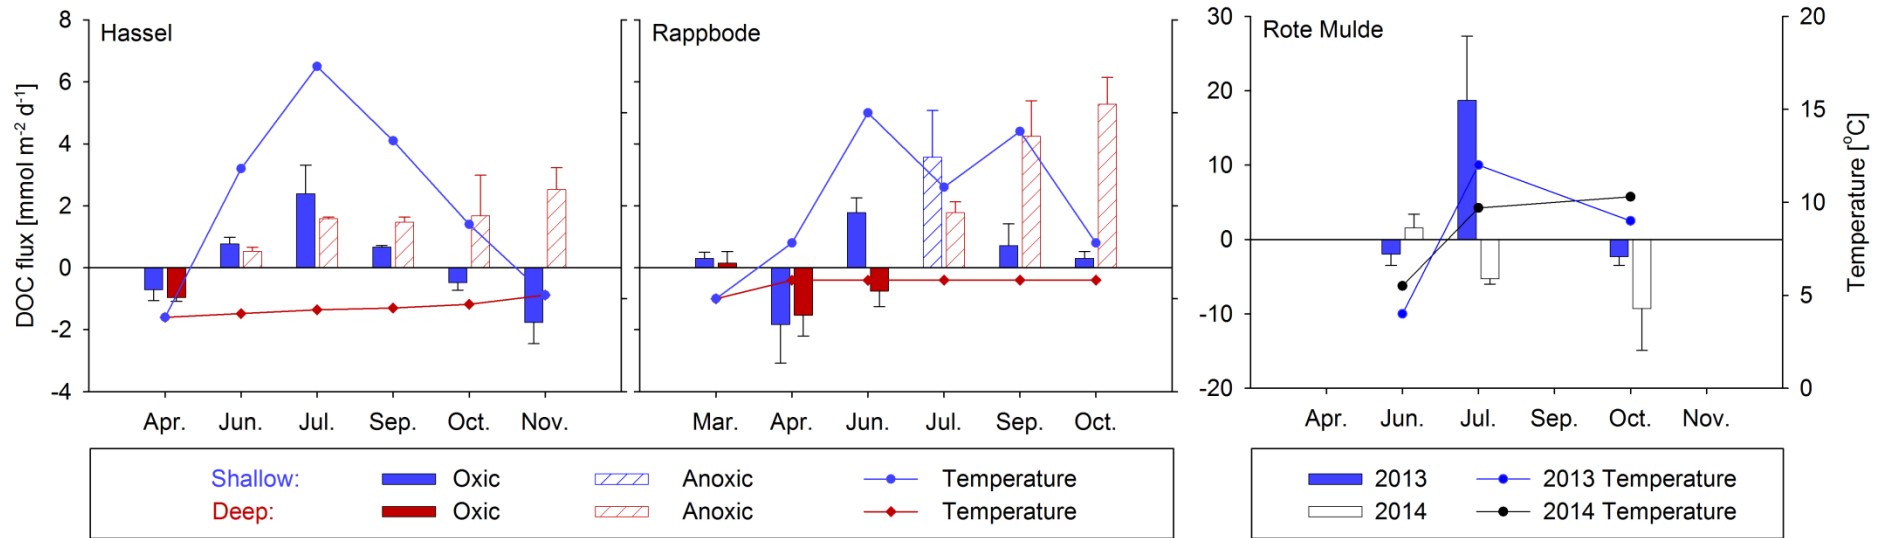 Hassel
Rappbode
Rote Mulde
DOC flux [mmol m⁻² d⁻¹]
8
6
4
2
0
-2
-4
Apr. Jun. Jul. Sep. Oct. Nov.
Mar. Apr. Jun. Jul. Sep. Oct.
30
20
10
0
-10
-20
Apr. Jun. Jul. Sep. Oct. Nov.
20
15
10
5
0
Temperature [°C]
Shallow: Oxic Anoxic Temperature
Deep: Oxic Anoxic Temperature
2013 2013 Temperature
2014 2014 Temperature